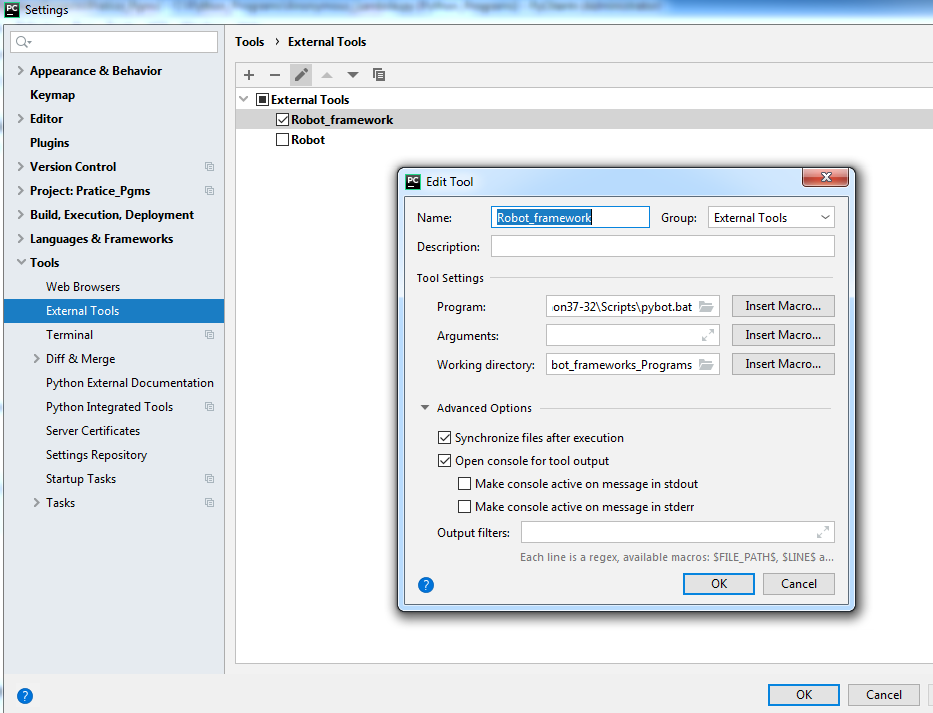 PC Settings
Tools › External Tools
Appearance & Behavior
Keymap
Editor
Plugins
Version Control
Project: Pratice_Pgms
Build, Execution, Deployment
Languages & Frameworks
Tools
Web Browsers
External Tools
Terminal
Diff & Merge
Python External Documentation
Python Integrated Tools
Server Certificates
Settings Repository
Startup Tasks
Tasks
External Tools
Robot_framework
Robot
PC Edit Tool
Name: Robot_framework Group: External Tools
Description:
Tool Settings
Program: on37-32\Scripts\pybot.bat Insert Macro...
Arguments: Insert Macro...
Working directory: bot_frameworks_Programs Insert Macro...
Advanced Options
Synchronize files after execution
Open console for tool output
Make console active on message in stdout
Make console active on message in stderr
Output filters:
Each line is a regex, available macros: $FILE_PATH$, $LINE$ a...
? OK Cancel
? OK Cancel